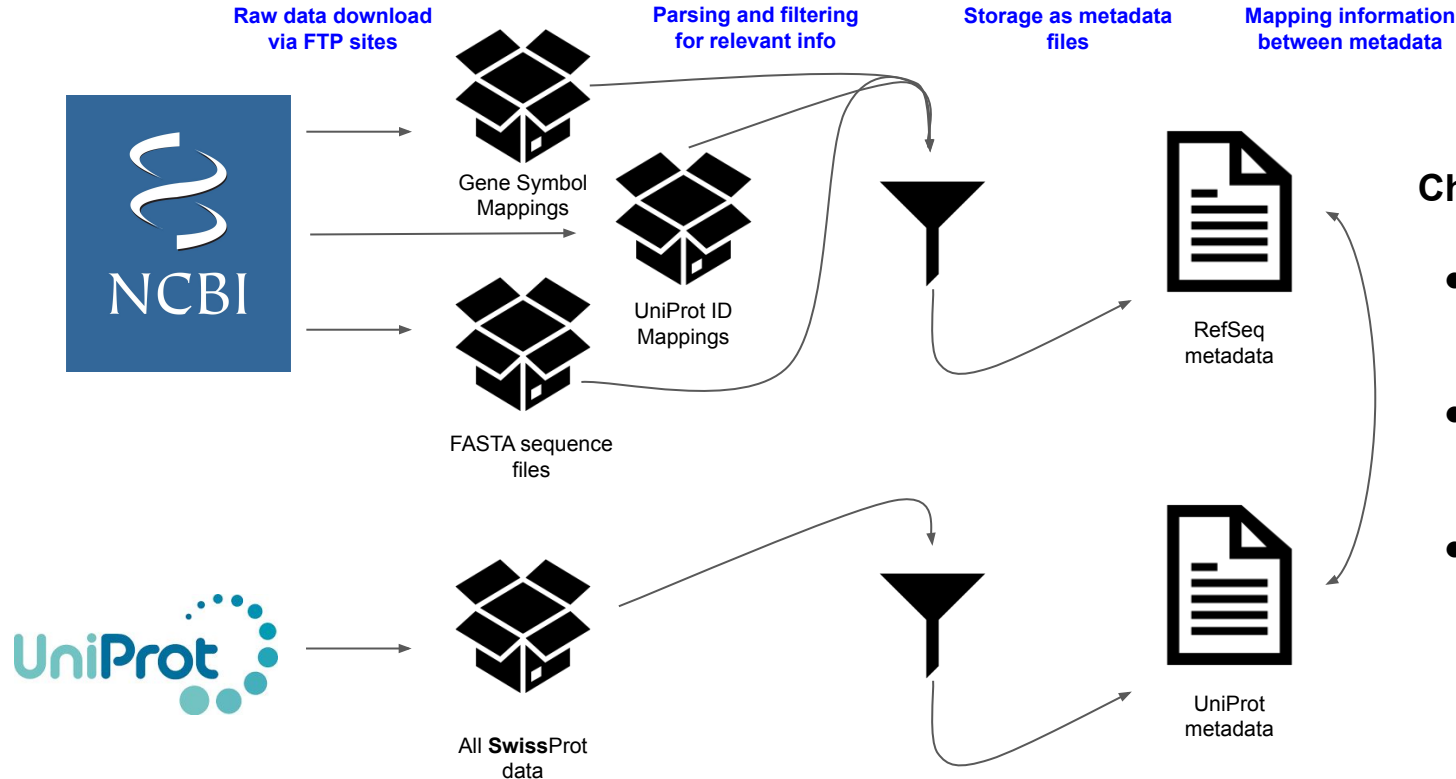 Raw data download
via FTP sites
Parsing and filtering
for relevant info
Storage as metadata
files
Mapping information
between metadata
NCBI
Gene Symbol
Mappings
UniProt ID
Mappings
FASTA sequence
files
RefSeq
metadata
Ch
UniProt
All SwissProt
data
UniProt
metadata